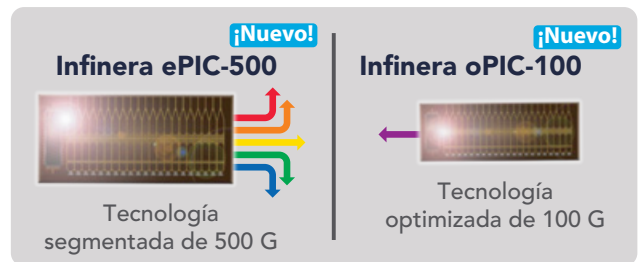 ¡Nuevo!
Infinera ePIC-500
Tecnología
segmentada de 500 G
¡Nuevo!
Infinera oPIC-100
Tecnología
optimizada de 100 G